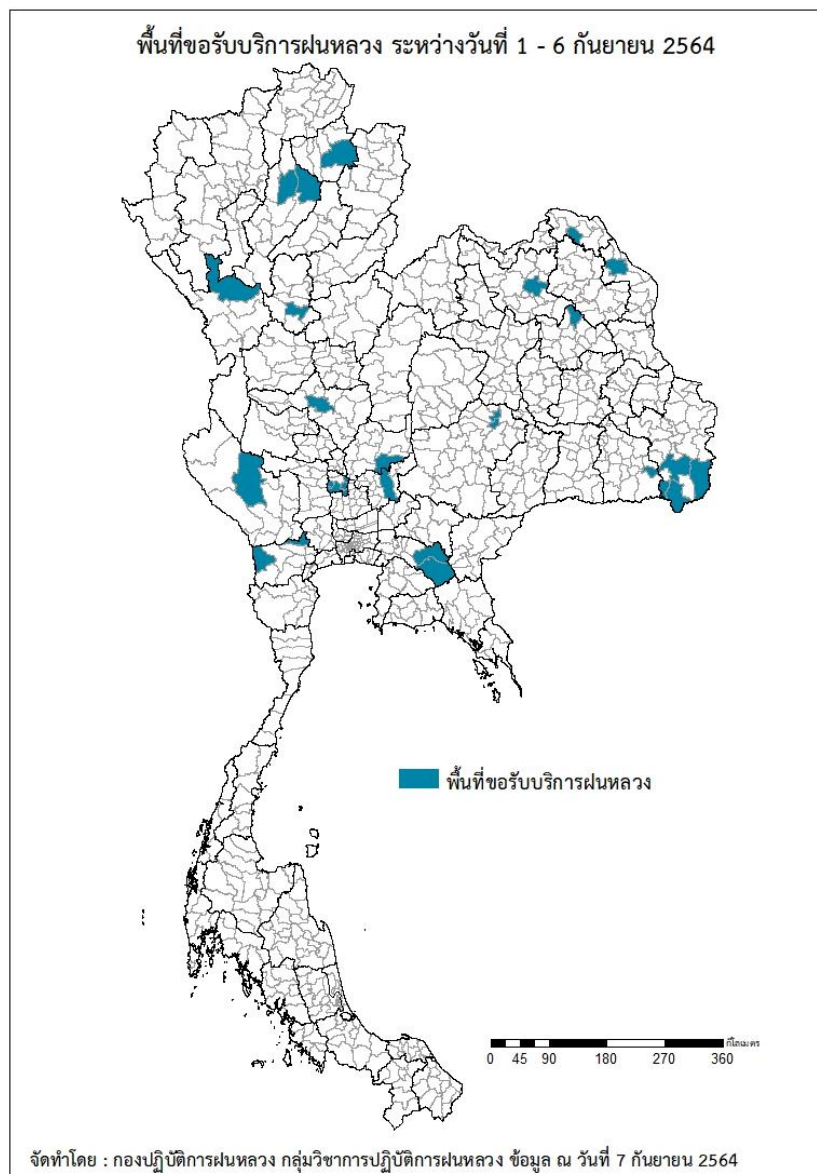 พื้นที่ขอรับบริการฝนหลวง ระหว่างวันที่ 1 - 6 กันยายน 2564
พื้นที่ขอรับบริการฝนหลวง
กิโลเมตร
0 45 90 180 270 360
จัดทำโดย : กองปฏิบัติการฝนหลวง กลุ่มวิชาการปฏิบัติการฝนหลวง ข้อมูล ณ วันที่ 7 กันยายน 2564